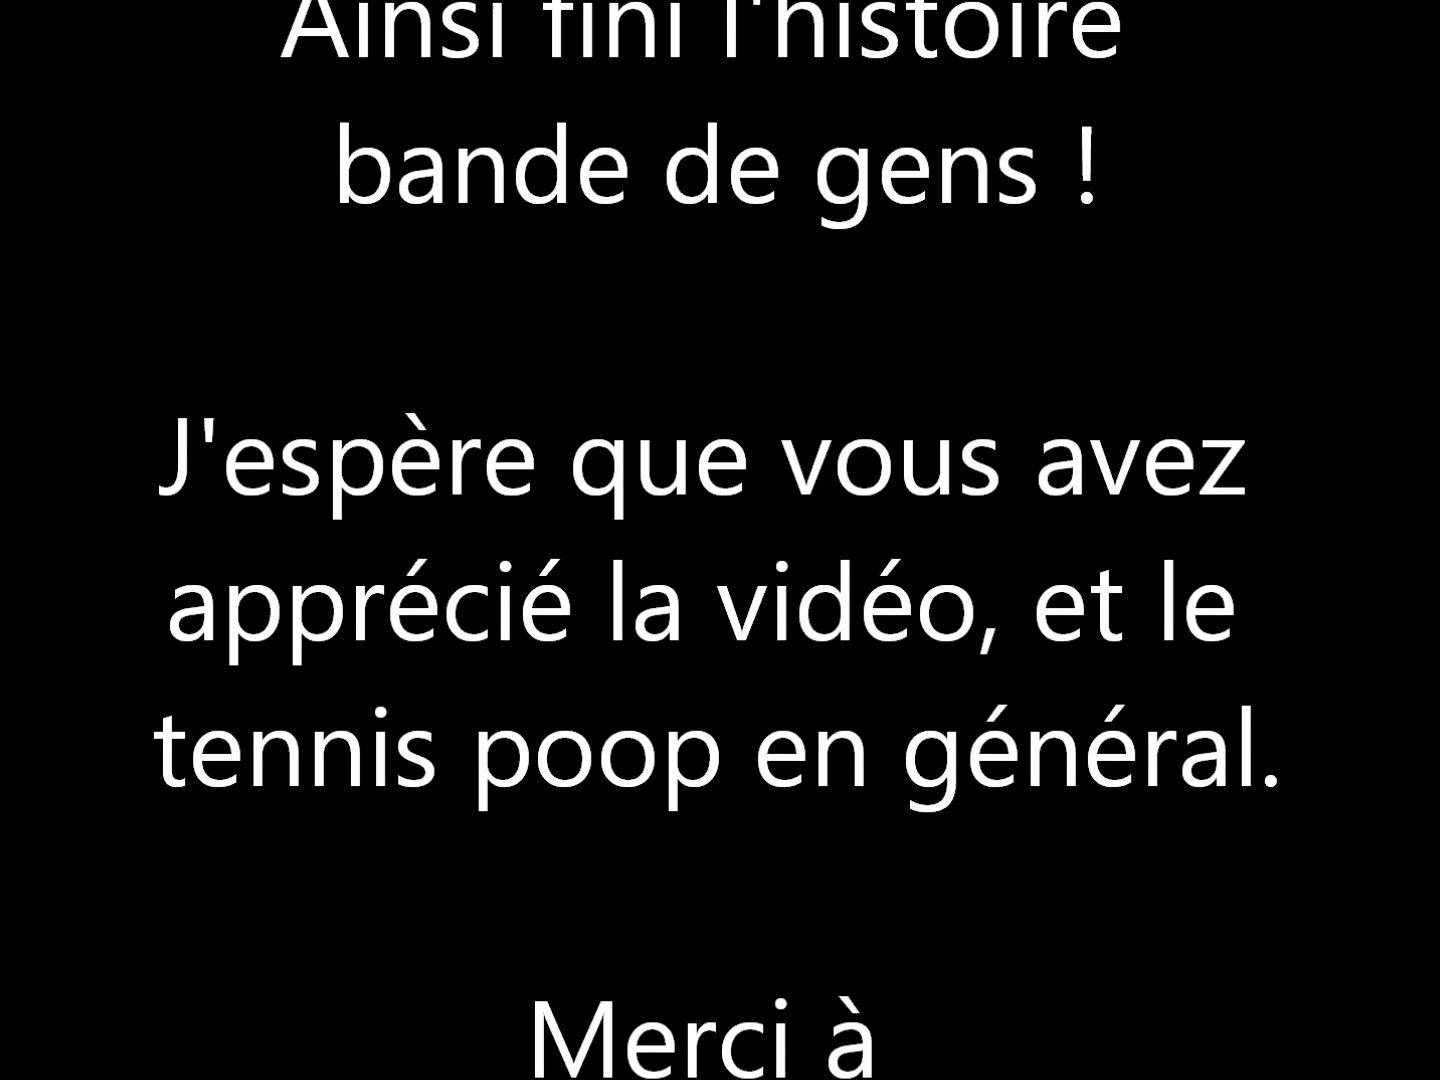 Ainsi fini l'histoire
bande de gens !
J'espère que vous avez
apprécié la vidéo, et le
tennis poop en général.
Merci à